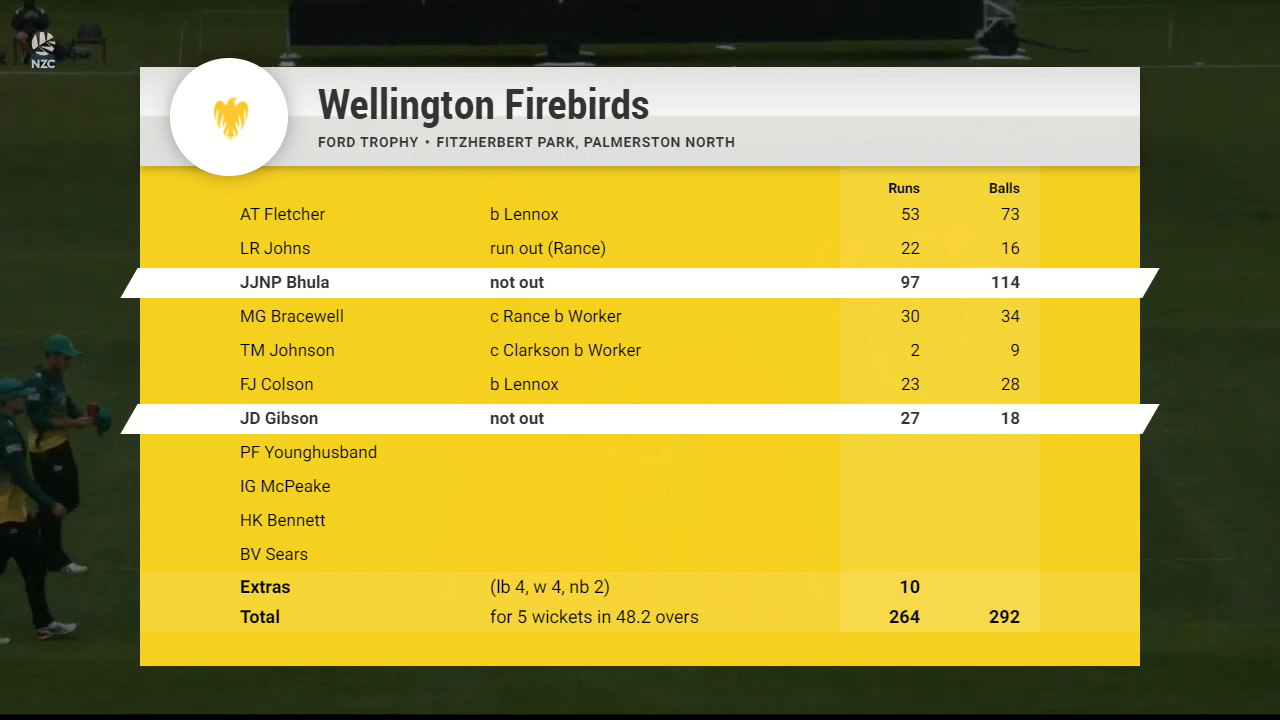 NZC
Wellington Firebirds
FORD TROPHY • FITZHERBERT PARK, PALMERSTON NORTH
Runs Balls
AT Fletcher b Lennox 53 73
LR Johns run out (Rance) 22 16
JJNP Bhula not out 97 114
MG Bracewell c Rance b Worker 30 34
TM Johnson c Clarkson b Worker 2 9
FJ Colson b Lennox 23 28
JD Gibson not out 27 18
PF Younghusband
IG McPeake
HK Bennett
BV Sears
Extras (lb 4, w 4, nb 2) 10
Total for 5 wickets in 48.2 overs 264 292